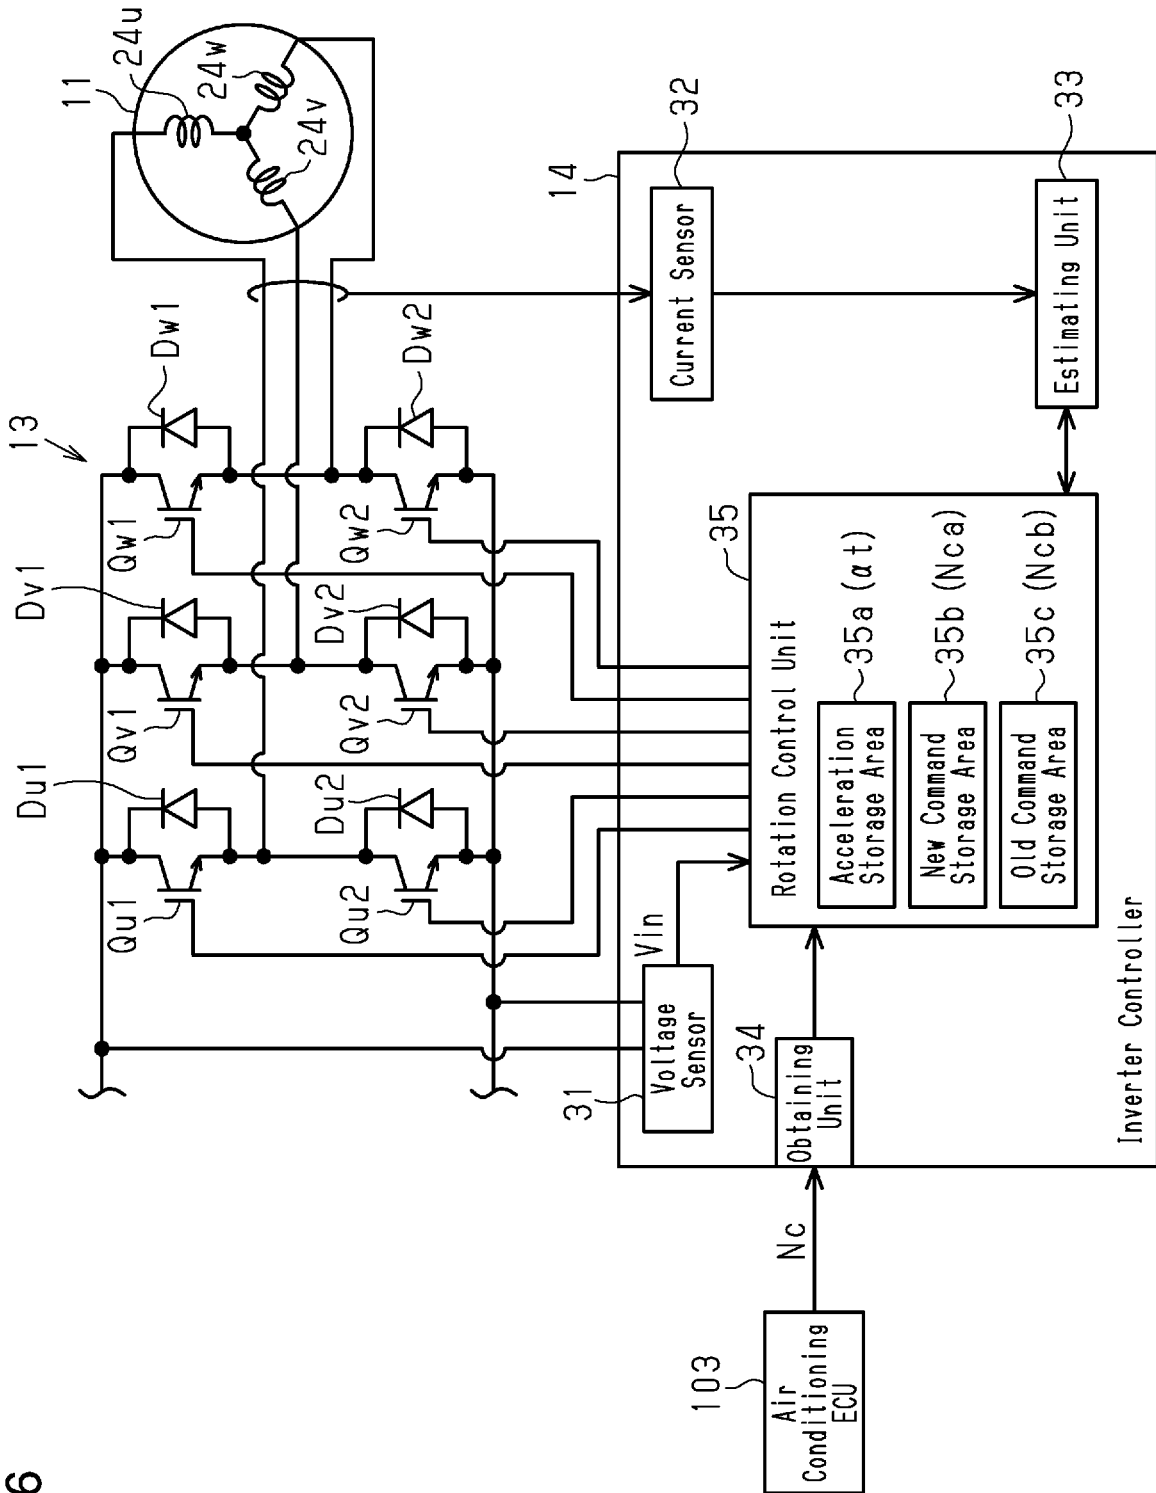 6
13
11
24u
24w
24v
Du1
Dv1
Dw1
Qu1
Qv1
Qw1
Du2
Dv2
Dw2
Qu2
Qv2
Qw2
14
31
Voltage
Sensor
Vin
32
Current Sensor
35
Rotation Control Unit
Acceleration
Storage Area
35a (αt)
New Command
Storage Area
35b (Nca)
Old Command
Storage Area
35c (Ncb)
33
Estimating Unit
34
Obtaining
Unit
Nc
103
Air
Conditioning
ECU
Inverter Controller